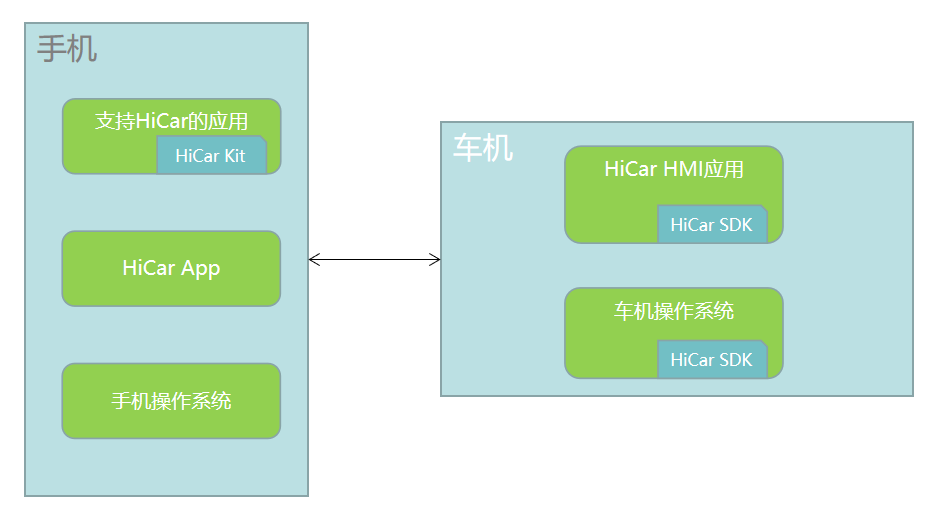 手机
支持HiCar的应用
HiCar Kit
HiCar App
手机操作系统
车机
HiCar HMI应用
HiCar SDK
车机操作系统
HiCar SDK